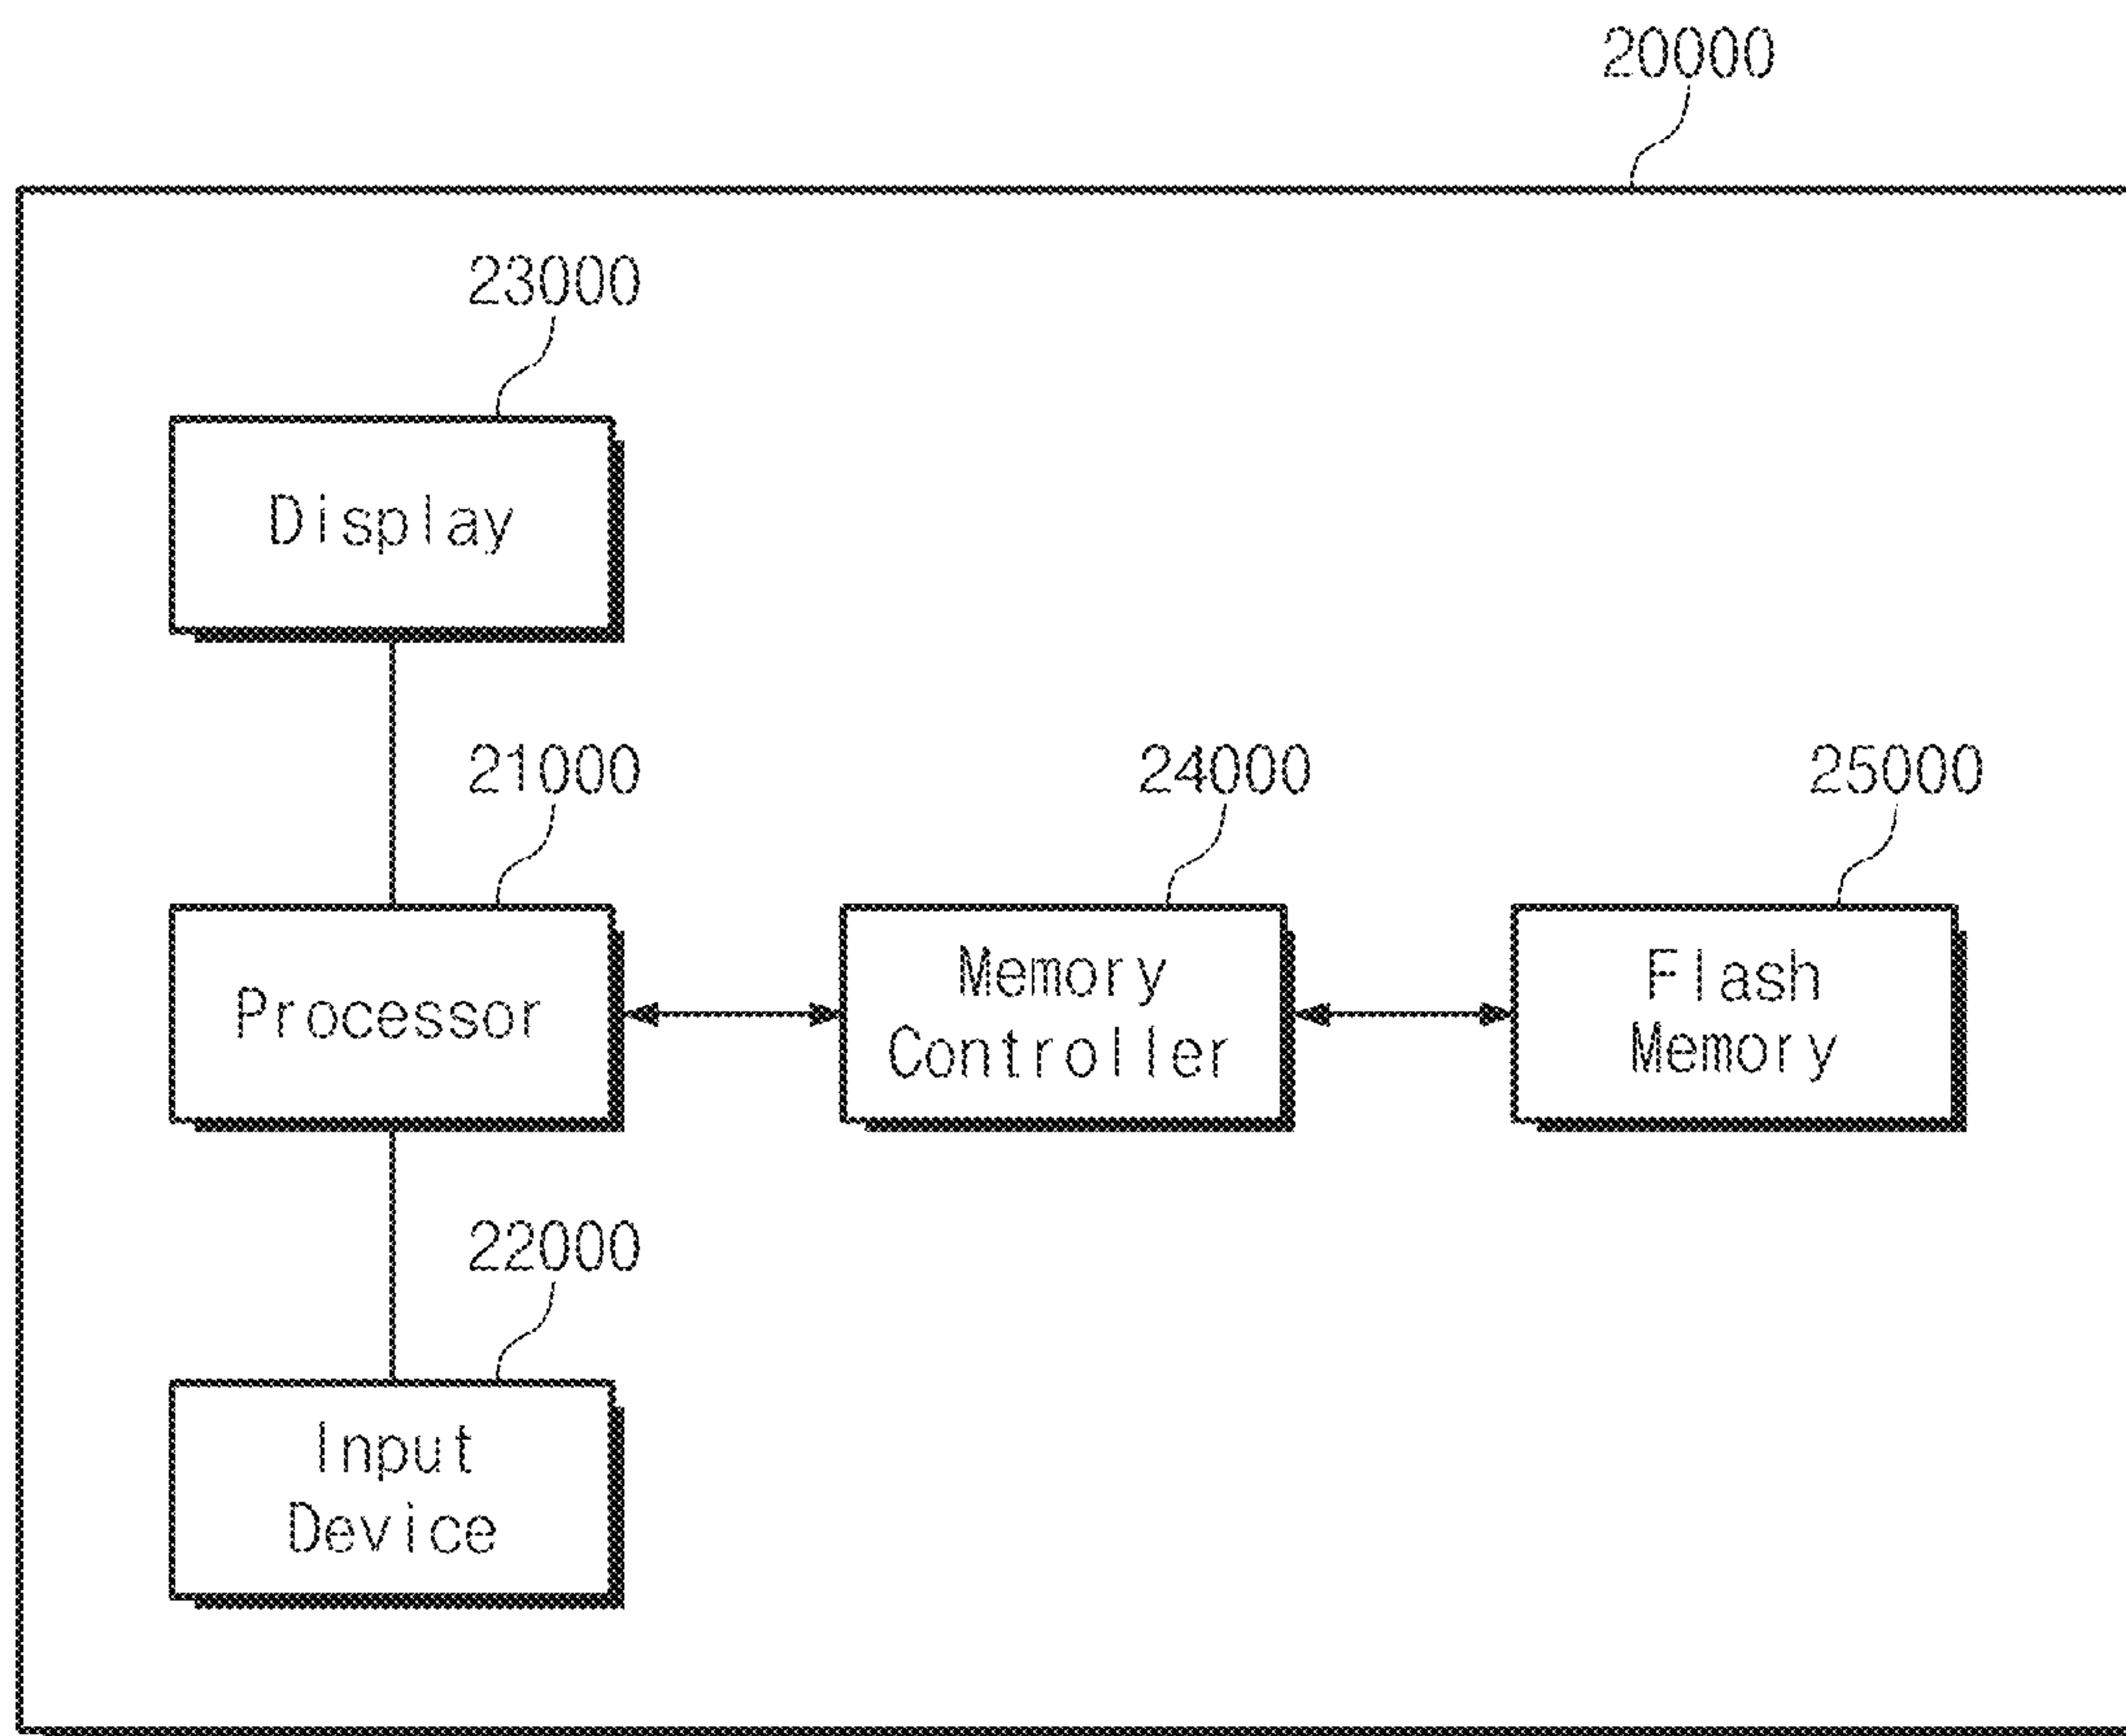 20000
23000
Display
21000
24000
25000
Processor
Memory
Controller
Flash
Memory
22000
Input
Device